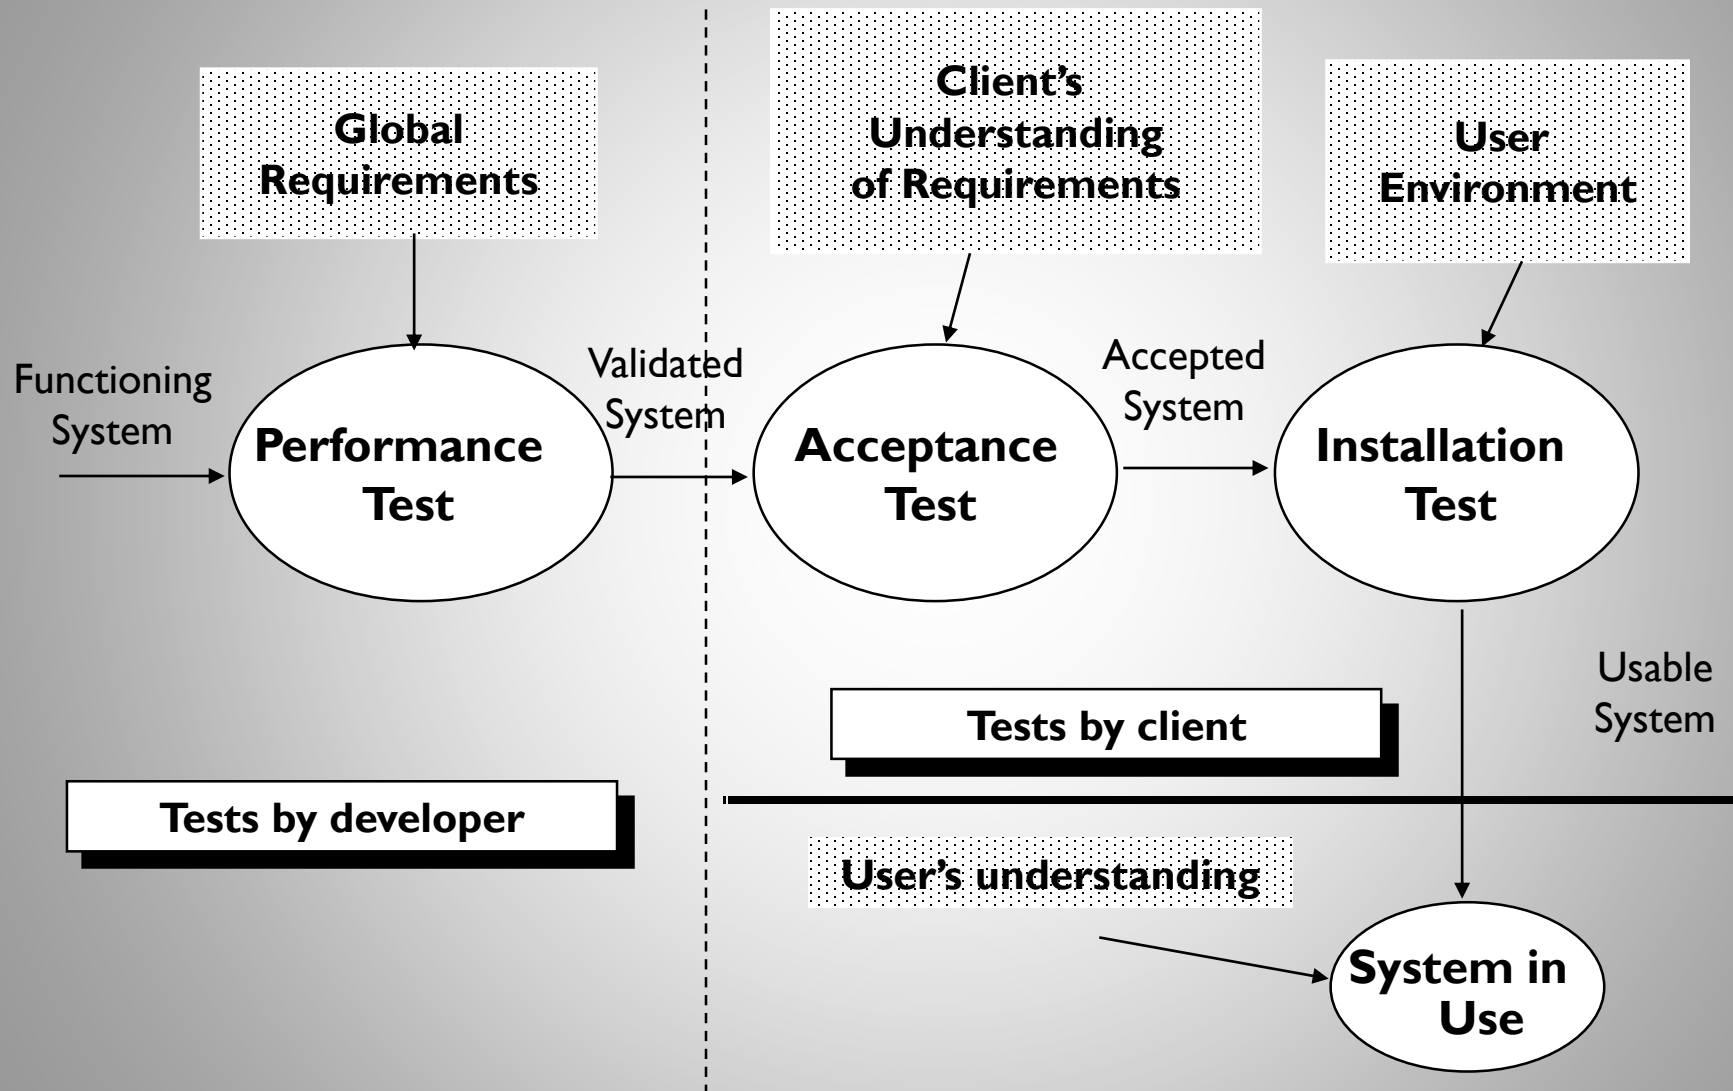 Global
Requirements
Client's
Understanding
of Requirements
User
Environment
Functioning
System
Performance
Test
Validated
System
Acceptance
Test
Accepted
System
Installation
Test
Usable
System
Tests by client
Tests by developer
User's understanding
System in
Use